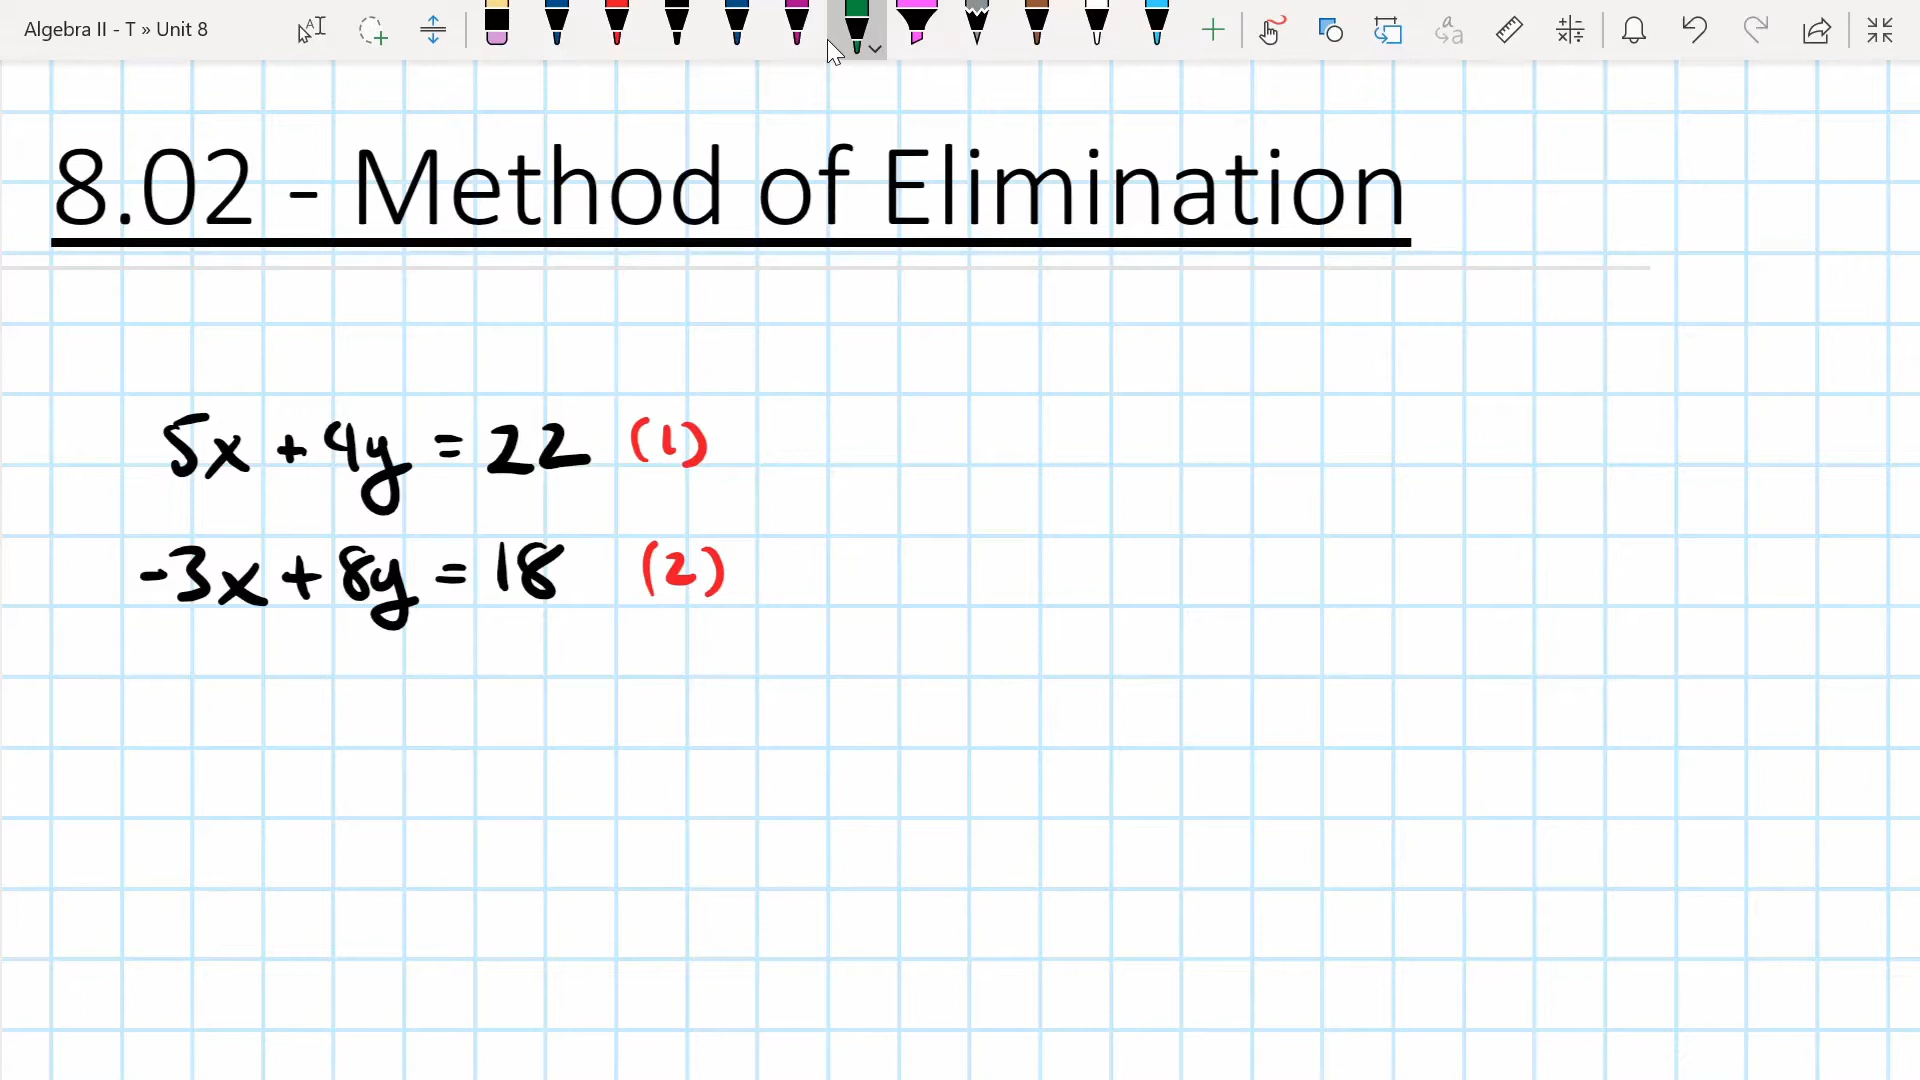 Algebra II - T » Unit 8
8.02 - Method of Elimination
5x + 4y = 22 (1)
-3x + 8y = 18 (2)